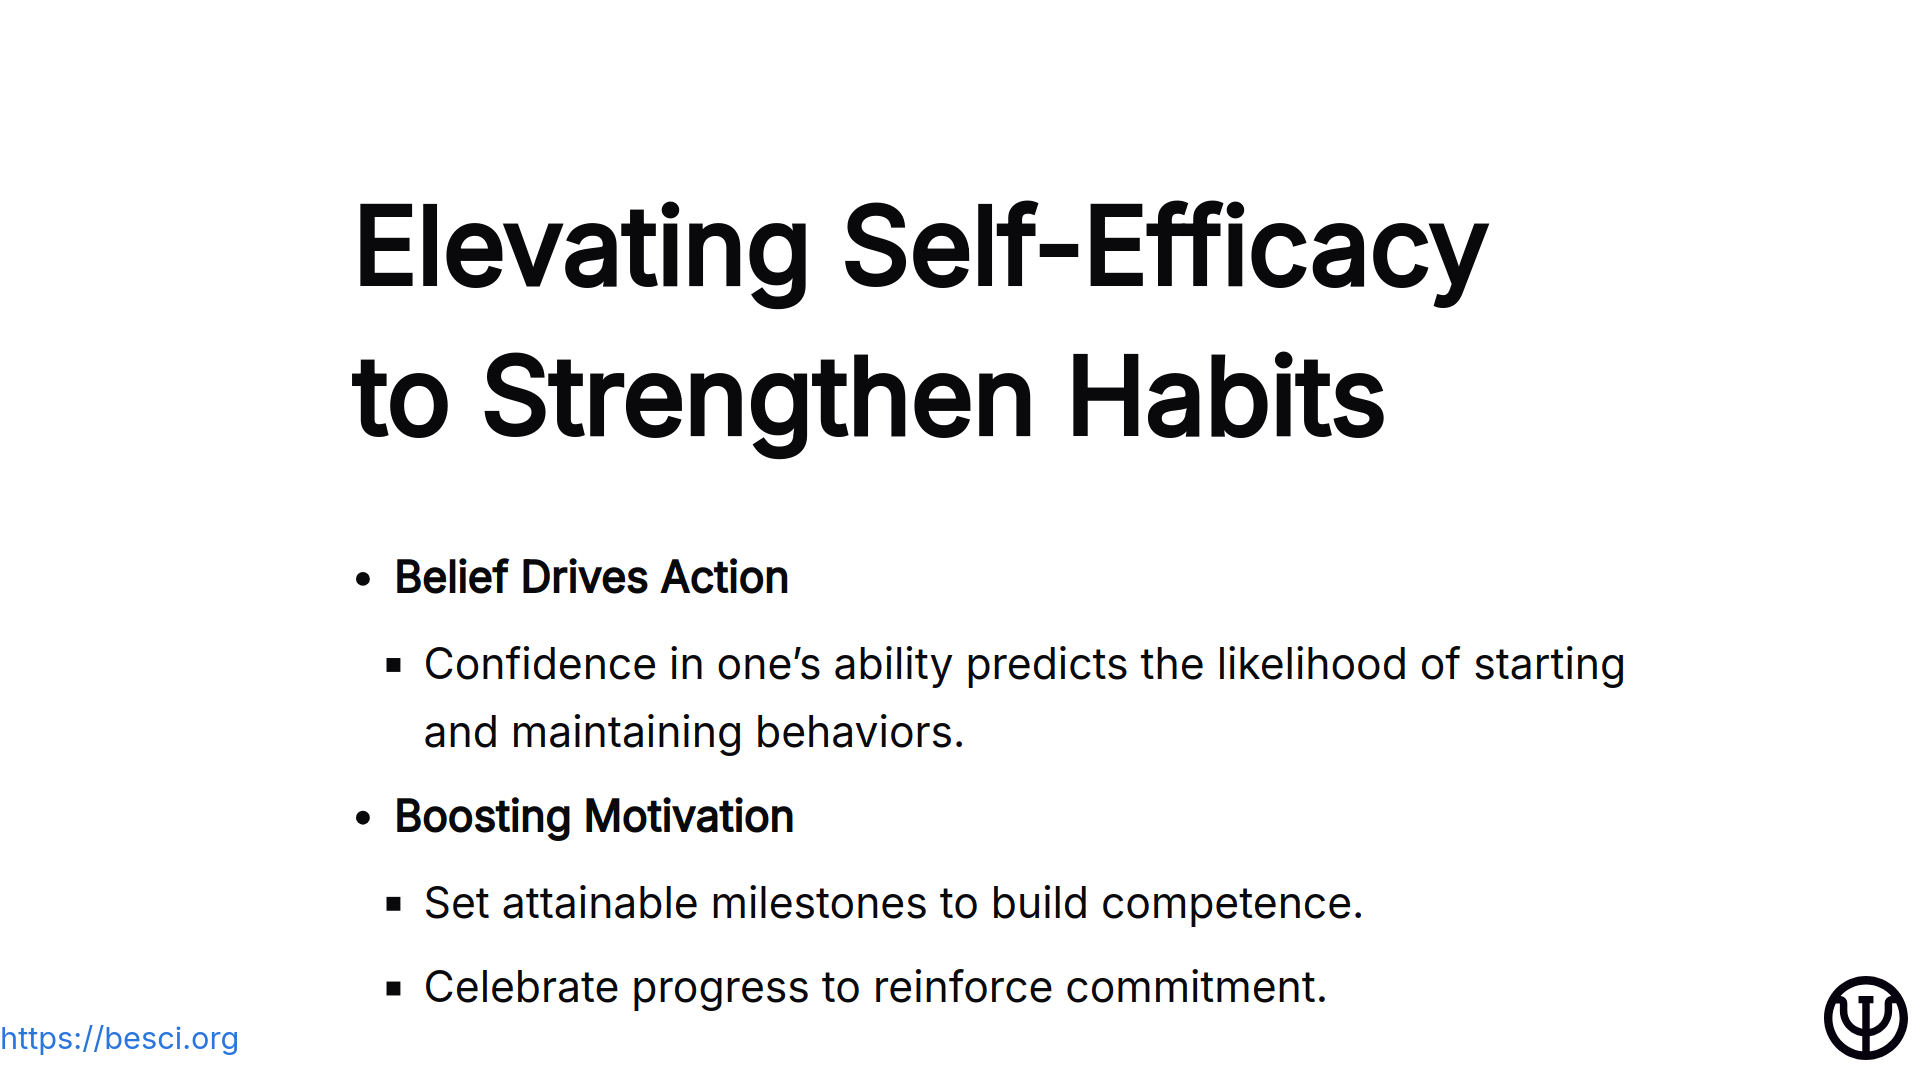 Elevating Self-Efficacy
to Strengthen Habits
• Belief Drives Action
▪ Confidence in one’s ability predicts the likelihood of starting
and maintaining behaviors.
• Boosting Motivation
▪ Set attainable milestones to build competence.
▪ Celebrate progress to reinforce commitment.
https://besci.org